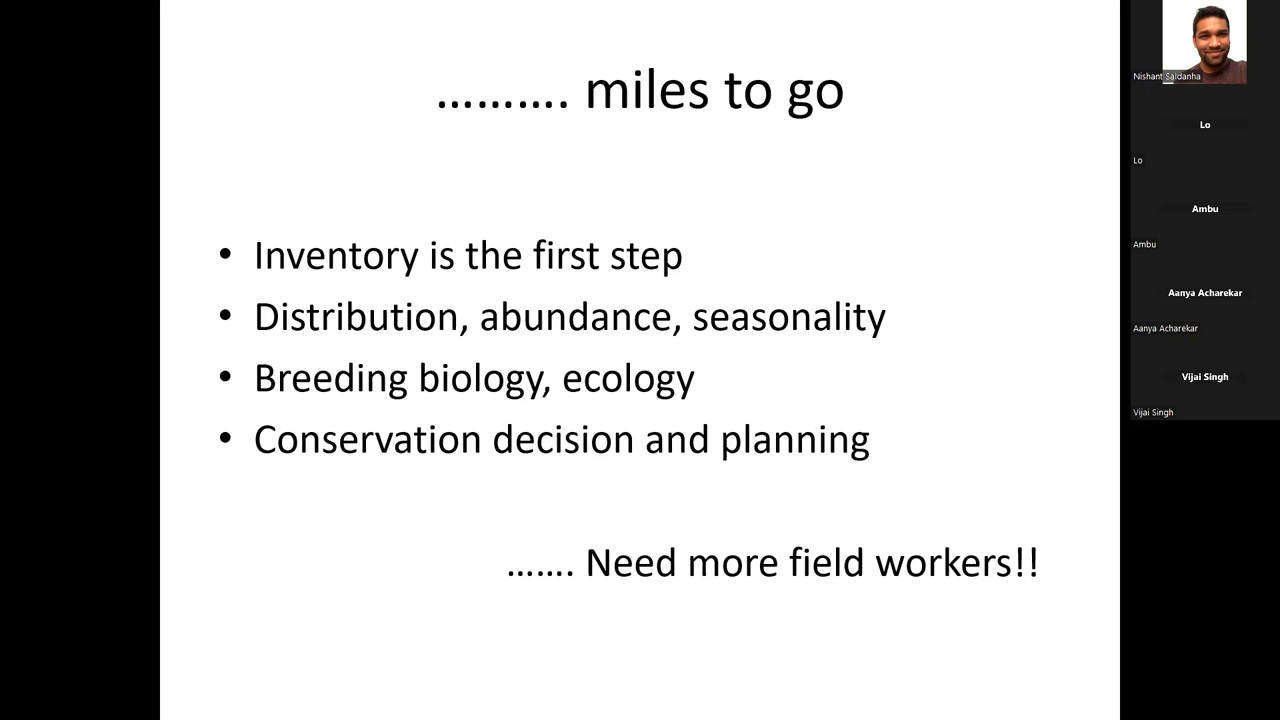 .......... miles to go
• Inventory is the first step
• Distribution, abundance, seasonality
• Breeding biology, ecology
• Conservation decision and planning
....... Need more field workers!!
Nishant Saldanha
Lo
Lo
Ambu
Ambu
Aanya Acharekar
Aanya Acharekar
Vijai Singh
Vijai Singh